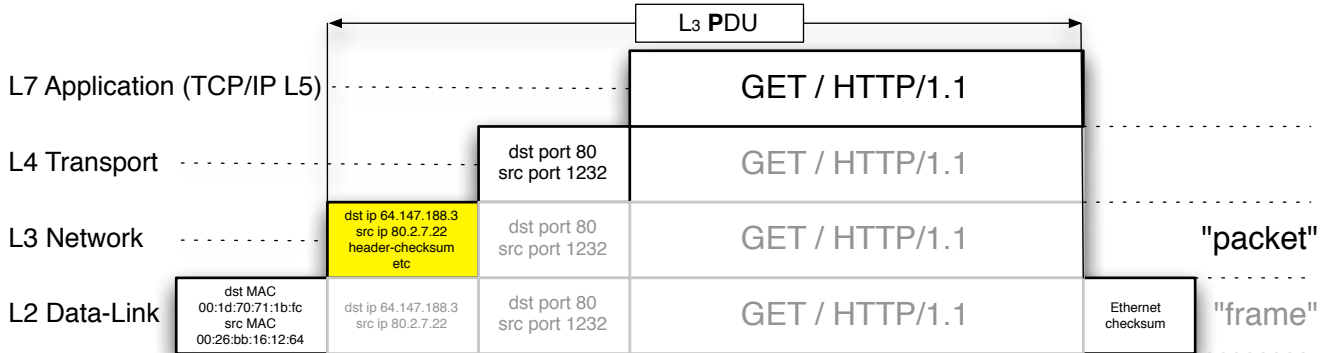 L3 PDU
L7 Application (TCP/IP L5)
GET / HTTP/1.1
L4 Transport
dst port 80
src port 1232
GET / HTTP/1.1
L3 Network
dst ip 64.147.188.3
src ip 80.2.7.22
header-checksum
etc
dst port 80
src port 1232
GET / HTTP/1.1
"packet"
L2 Data-Link
dst MAC
00:1d:70:71:1b:fc
src MAC
00:26:bb:16:12:64
dst ip 64.147.188.3
src ip 80.2.7.22
dst port 80
src port 1232
GET / HTTP/1.1
Ethernet
checksum
"frame"